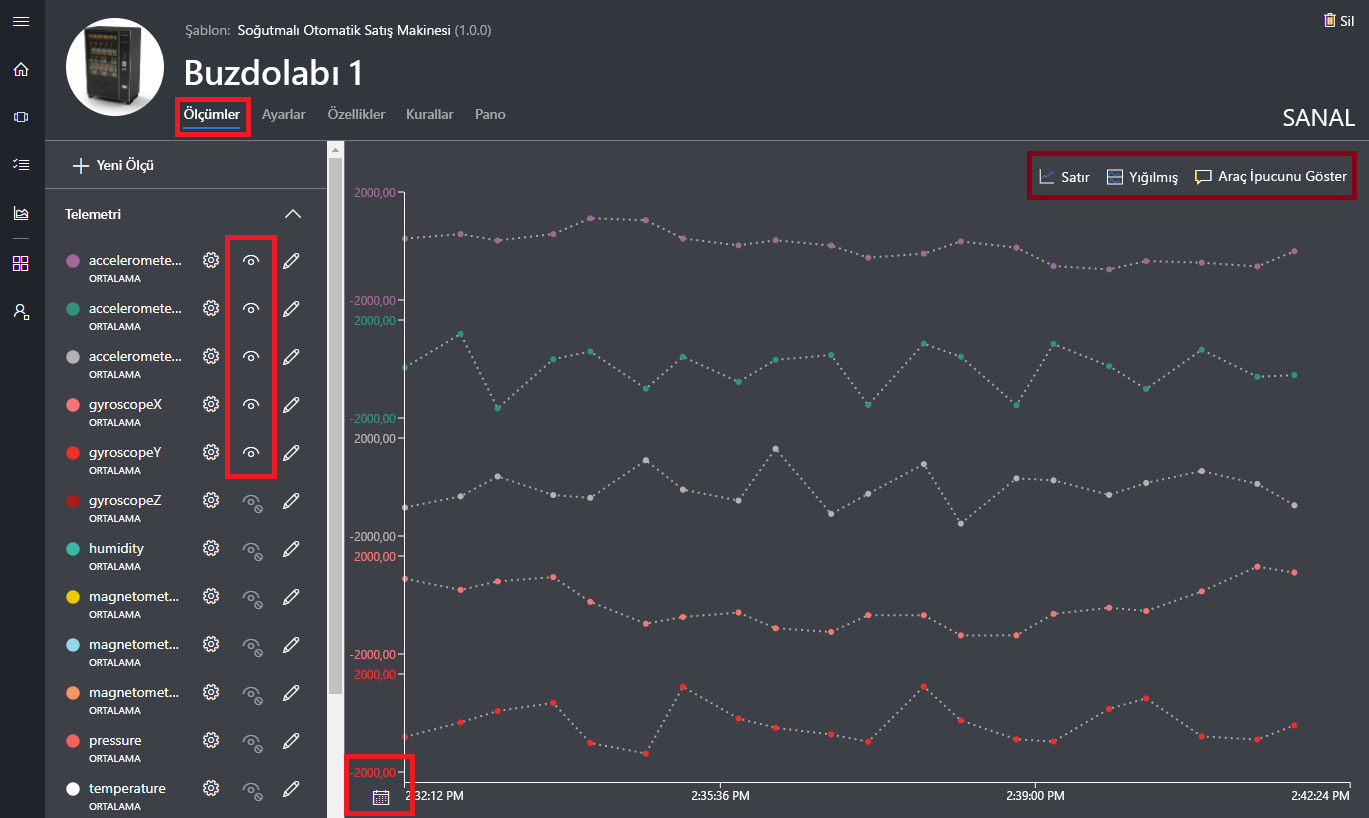 Şablon: Soğutmalı Otomatik Satış Makinesi (1.0.0)
Sil
Buzdolabı 1
Ölçümler Ayarlar Özellikler Kurallar Pano
SANAL
Yeni Ölçü
Satır Yığılmış Araç İpucunu Göster
Telemetri
acceleromete...
ORTALAMA
acceleromete...
ORTALAMA
acceleromete...
ORTALAMA
gyroscopeX
ORTALAMA
gyroscopeY
ORTALAMA
gyroscopeZ
ORTALAMA
humidity
ORTALAMA
magnetomet...
ORTALAMA
magnetomet...
ORTALAMA
magnetomet...
ORTALAMA
pressure
ORTALAMA
temperature
ORTALAMA
2000,00
-2000,00
2000,00
-2000,00
2000,00
-2000,00
2000,00
-2000,00
2000,00
-2000,00
2:32:12 PM 2:35:36 PM 2:39:00 PM 2:42:24 PM